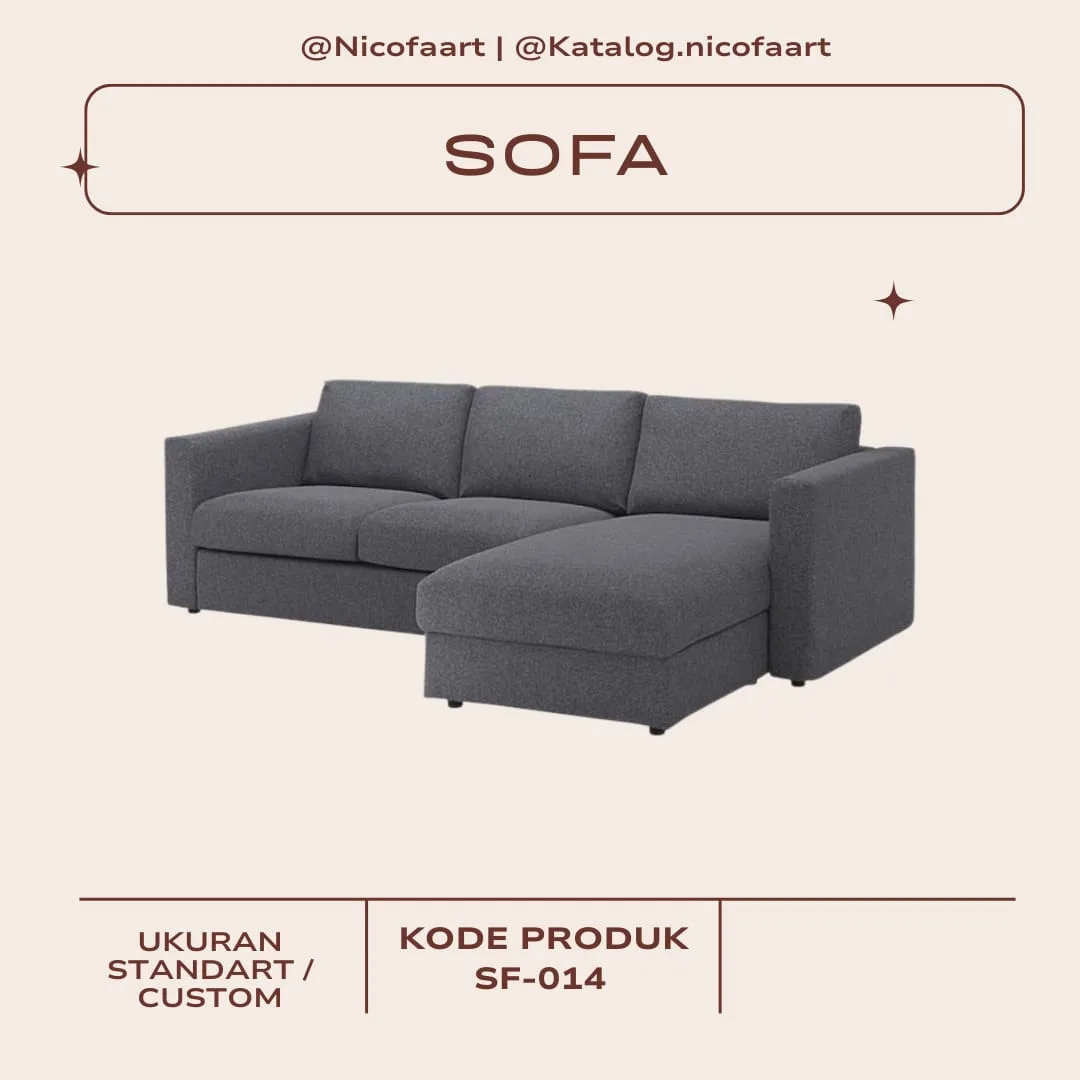 @Nicofaart | @Katalog.nicofaart
SOFA
UKURAN
STANDART /
CUSTOM
KODE PRODUK
SF-014